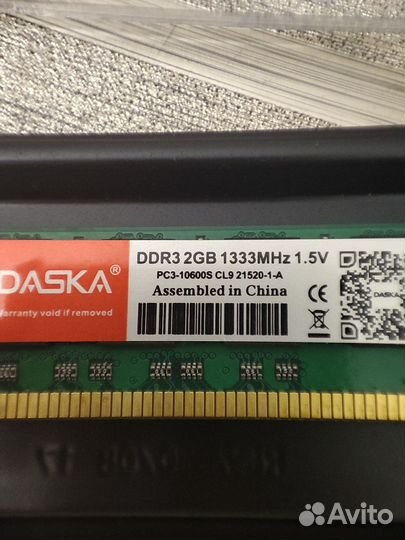 DASKA®
warranty void if removed
DDR3 2GB 1333MHz 1.5V
PC3-10600S CL9 21520-1-A
Assembled in China
CE
DASKA
Avito